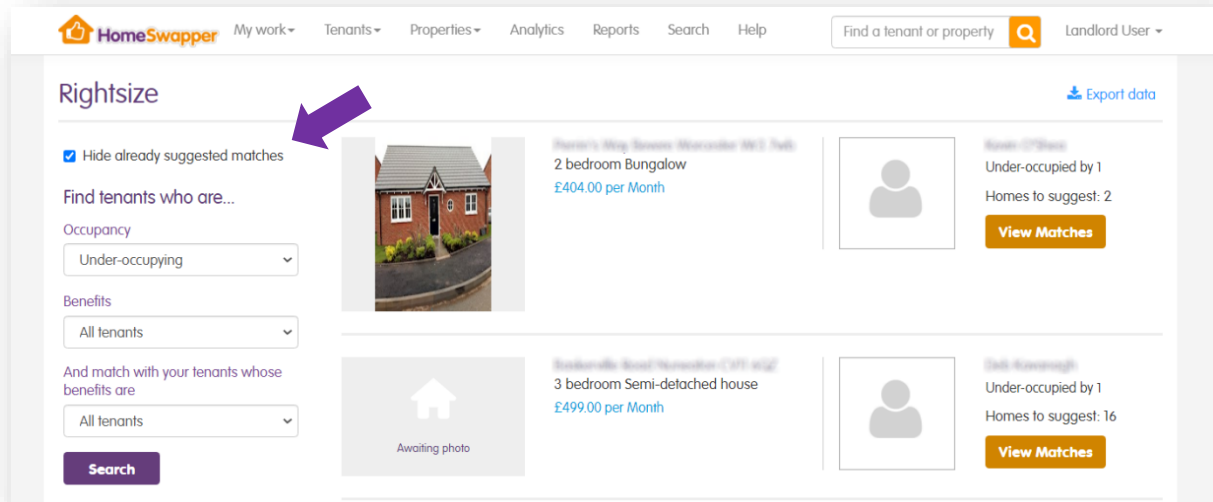 HomeSwapper My work Tenants Properties Analytics Reports Search Help Find a tenant or property Landlord User
Rightsize
Export data
Hide already suggested matches
Find tenants who are...
Occupancy
Under-occupying
Benefits
All tenants
And match with your tenants whose
benefits are
All tenants
Search
2 bedroom Bungalow
£404.00 per Month
Under-occupied by 1
Homes to suggest: 2
View Matches
Awaiting photo
3 bedroom Semi-detached house
£499.00 per Month
Under-occupied by 1
Homes to suggest: 16
View Matches